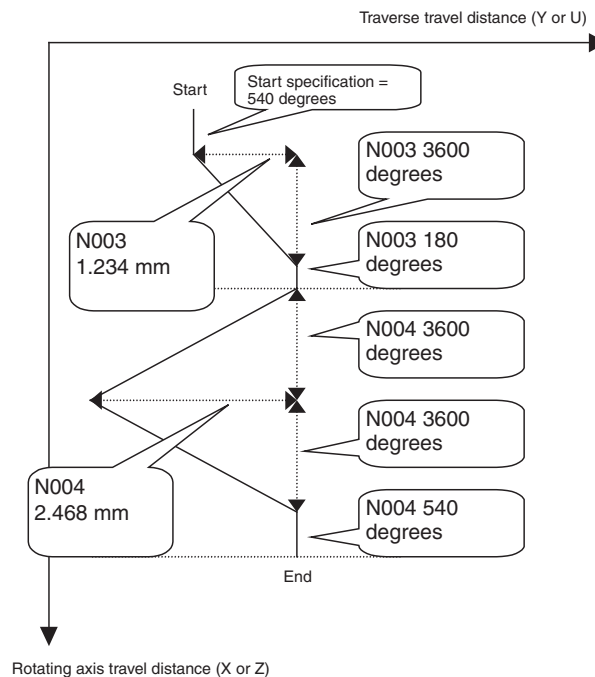 Traverse travel distance (Y or U)
Start
Start specification =
540 degrees
N003 3600
degrees
N003
1.234 mm
N003 180
degrees
N004 3600
degrees
N004 3600
degrees
N004
2.468 mm
N004 540
degrees
End
Rotating axis travel distance (X or Z)